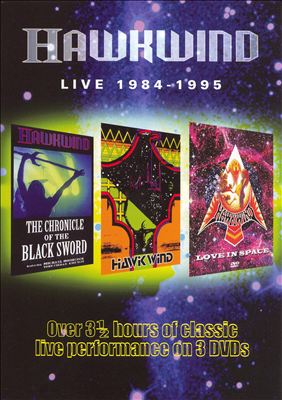 HAWKWIND
LIVE 1984-1995
HAWKWIND
THE CHRONICLE
OF THE
BLACK SWORD
HAWKWIND
HAWKWIND
LOVE IN SPACE
DVD
Over 3½ hours of classic
live performance on 3 DVDs